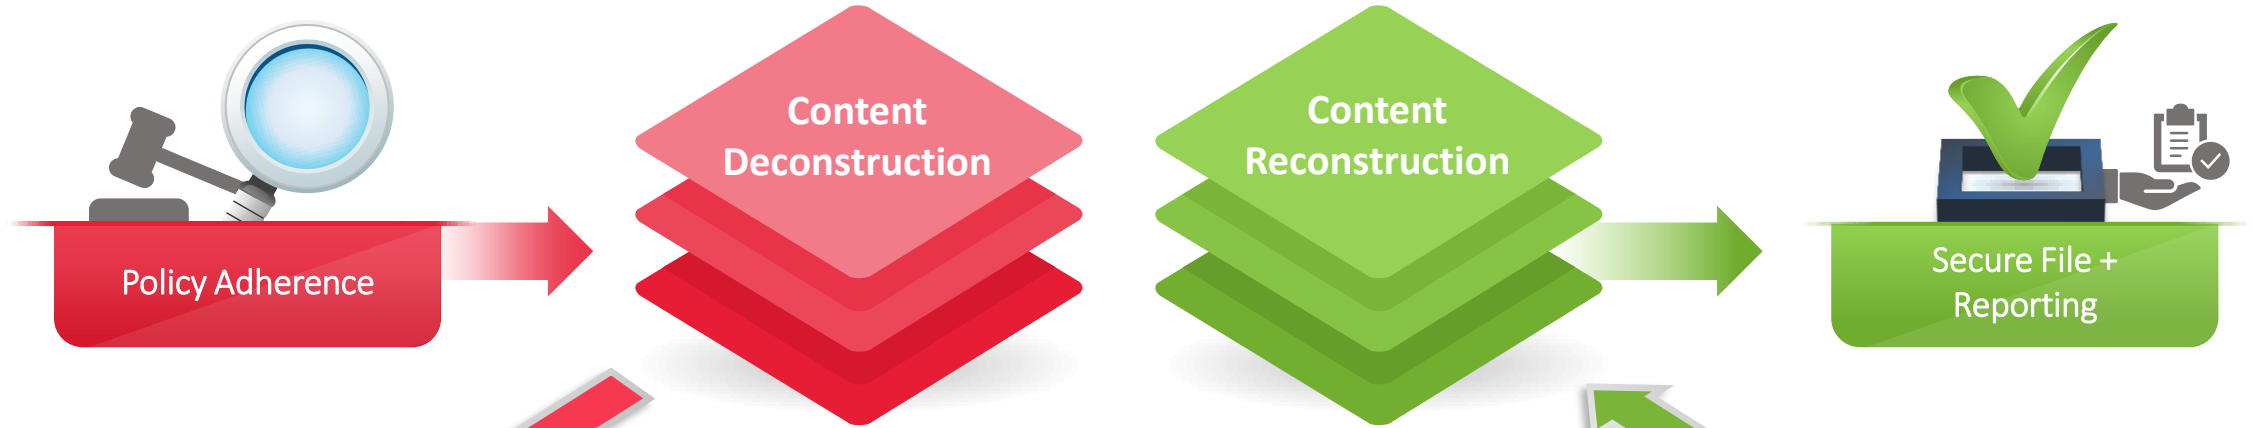 Policy Adherence
Content
Deconstruction
Content
Reconstruction
Secure File +
Reporting